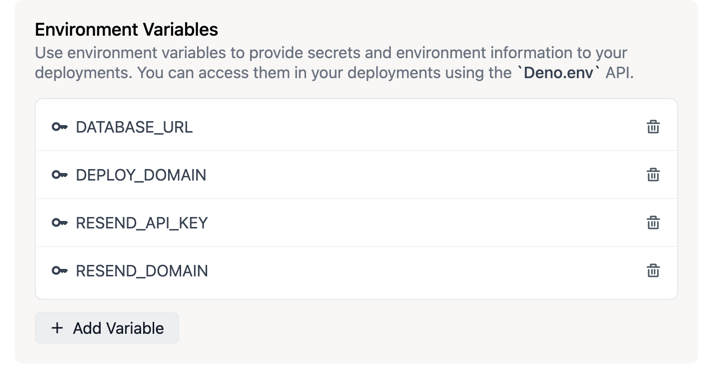 Environment Variables
Use environment variables to provide secrets and environment information to your
deployments. You can access them in your deployments using the `Deno.env` API.
DATABASE_URL
DEPLOY_DOMAIN
RESEND_API_KEY
RESEND_DOMAIN
+ Add Variable